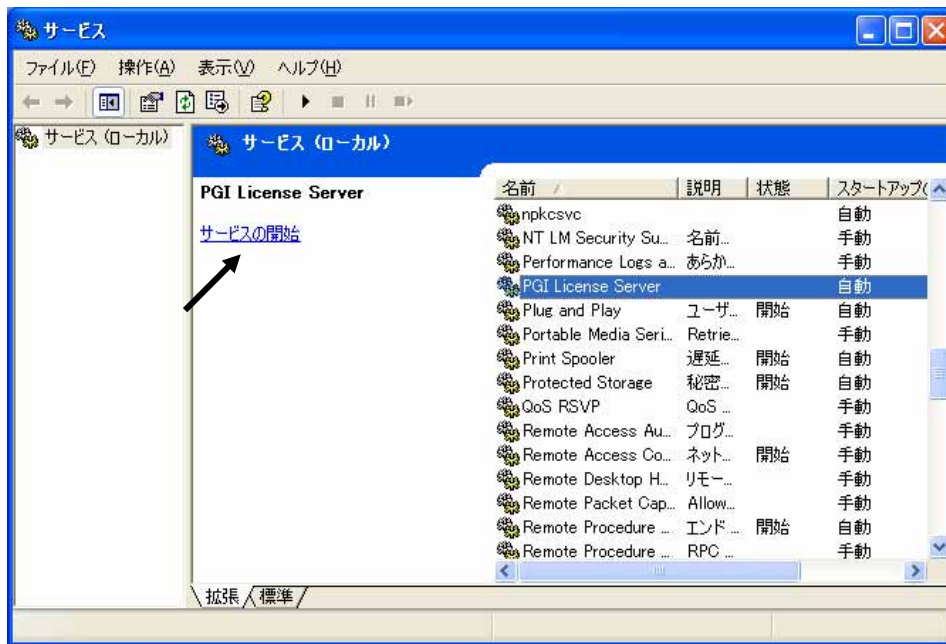 サービス
ファイル(F) 操作(A) 表示(V) ヘルプ(H)
サービス (ローカル)
サービス (ローカル)
PGI License Server
サービスの開始
名前 説明 状態 スタートアップ(
npkcsvc 自動
NT LM Security Su... 名前... 手動
Performance Logs a... あらか... 手動
PGI License Server 自動
Plug and Play ユーザ... 開始 自動
Portable Media Seri... Retrie... 手動
Print Spooler 遅延... 開始 自動
Protected Storage 秘密... 開始 自動
QoS RSVP QoS ... 手動
Remote Access Au... プログ... 手動
Remote Access Co... ネット... 開始 手動
Remote Desktop H... リモー... 手動
Remote Packet Cap... Allow... 手動
Remote Procedure ... エンド ... 開始 自動
Remote Procedure ... RPC ... 手動
拡張 標準